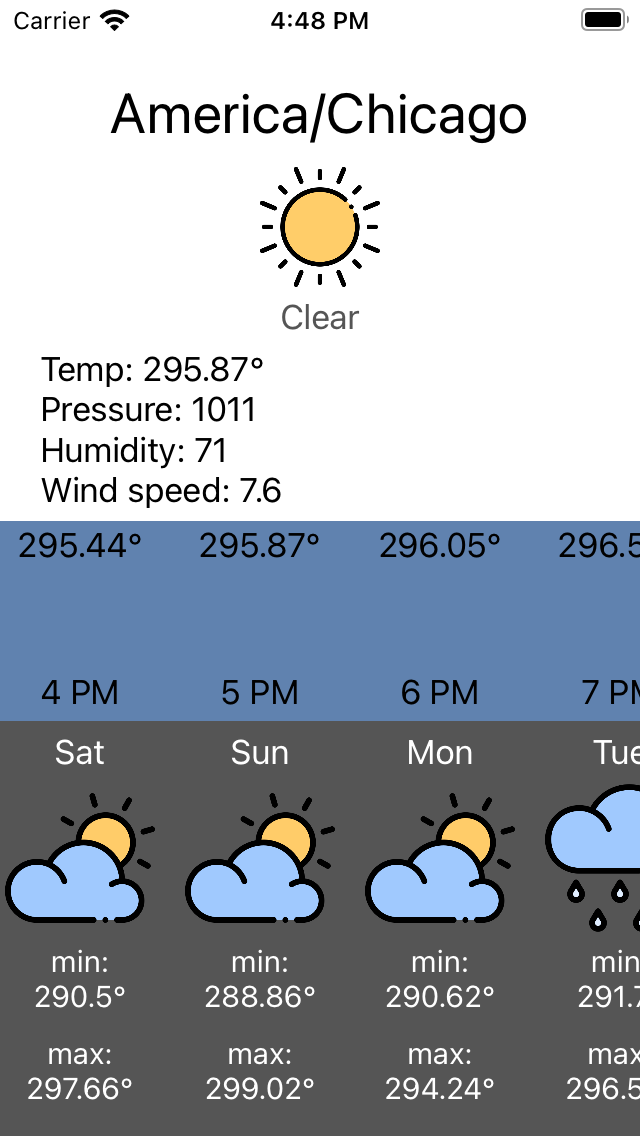 Carrier 4:48 PM
America/Chicago
Clear
Temp: 295.87°
Pressure: 1011
Humidity: 71
Wind speed: 7.6
295.44° 295.87° 296.05° 296.5
4 PM 5 PM 6 PM 7 PM
Sat Sun Mon Tue
min: min: min: min
290.5° 288.86° 290.62° 291.7
max: max: max: max
297.66° 299.02° 294.24° 296.5